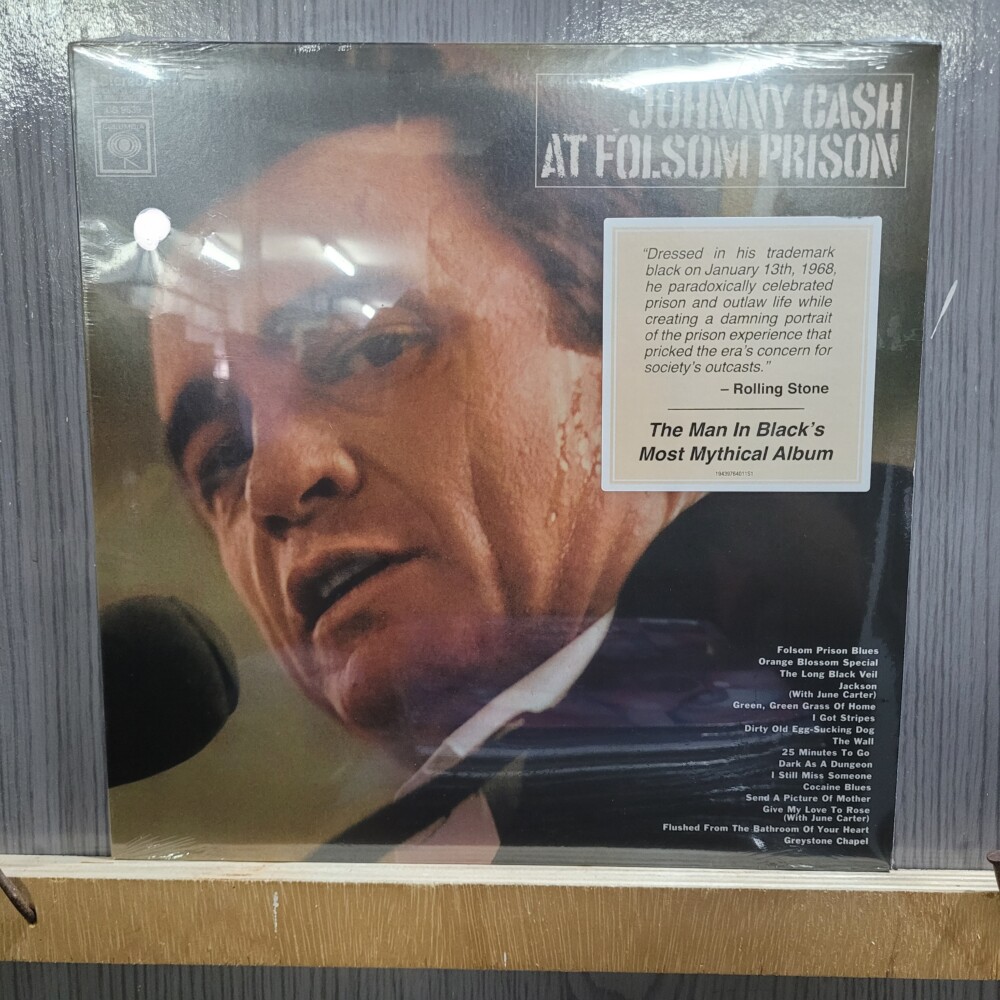 JOHNNY CASH
AT FOLSOM PRISON
"Dressed in his trademark
black on January 13th, 1968,
he paradoxically celebrated
prison and outlaw life while
creating a damning portrait
of the prison experience that
pricked the era's concern for
society's outcasts."
– Rolling Stone
The Man In Black's
Most Mythical Album
Folsom Prison Blues
Orange Blossom Special
The Long Black Veil
Jackson
(With June Carter)
Green, Green Grass Of Home
I Got Stripes
Dirty Old Egg-Sucking Dog
The Wall
25 Minutes To Go
Dark As A Dungeon
I Still Miss Someone
Cocaine Blues
Send A Picture Of Mother
Give My Love To Rose
(With June Carter)
Flushed From The Bathroom Of Your Heart
Greystone Chapel